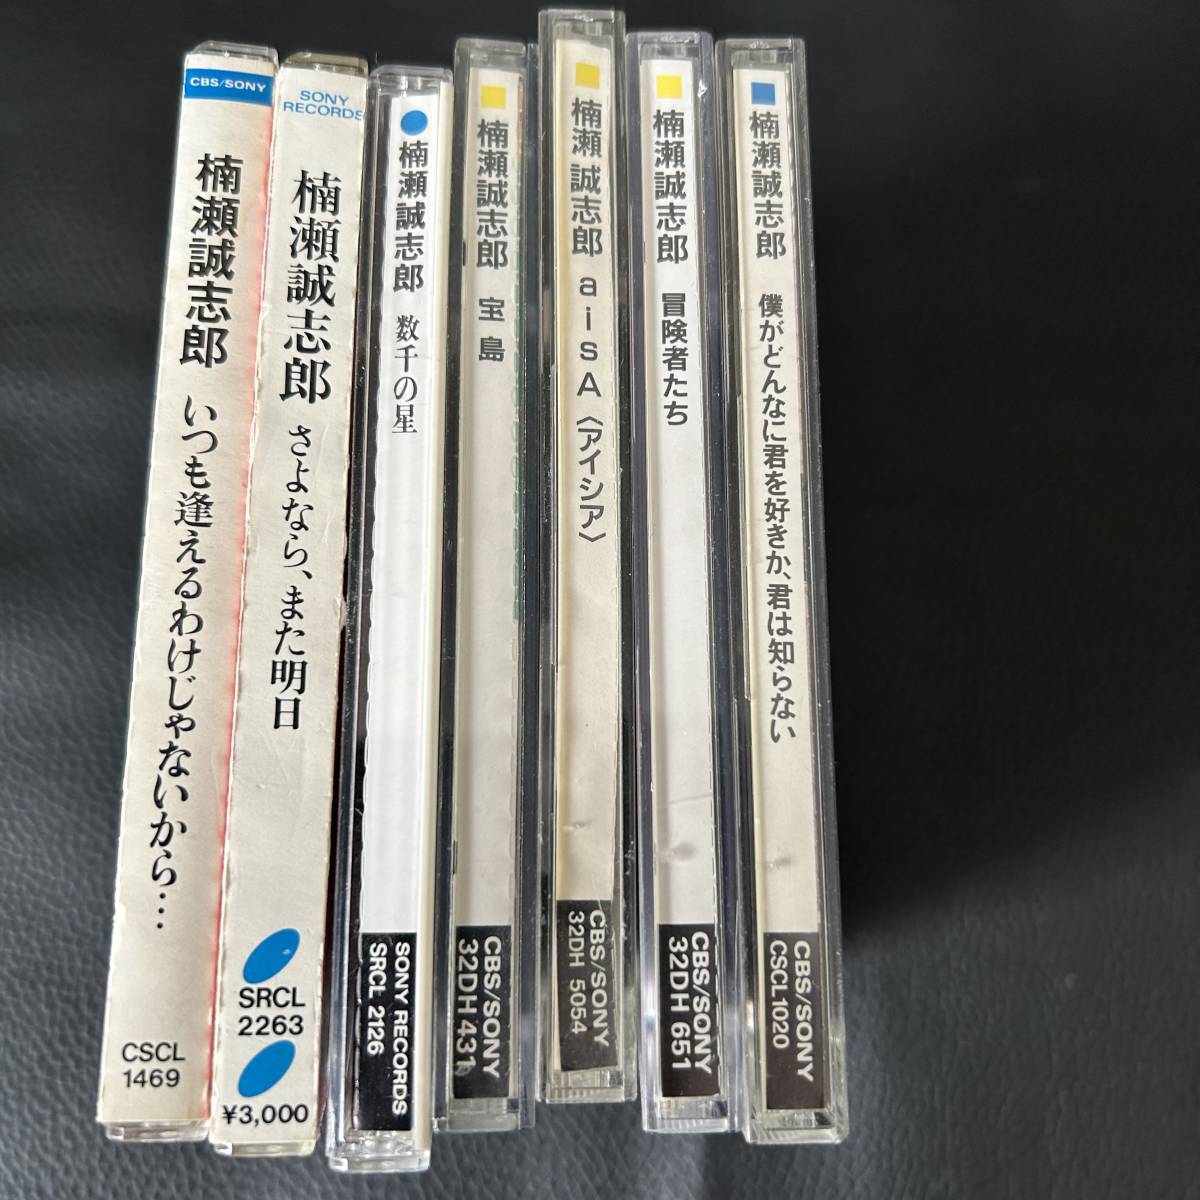 CBS/SONY
楠瀬誠志郎 いつも逢えるわけじゃないから…
CSCL
1469
SONY
RECORDS
楠瀬誠志郎 さよなら、また明日
SRCL
2263
¥3,000
楠瀬誠志郎 数千の星
SONY RECORDS
SRCL 2126
楠瀬誠志郎 宝島
CBS/SONY
32DH 431
楠瀬誠志郎 aisA〈アイシア〉
CBS/SONY
32DH 5054
楠瀬誠志郎 冒険者たち
CBS/SONY
32DH 651
楠瀬誠志郎 僕がどんなに君を好きか、君は知らない
CBS/SONY
CSCL1020